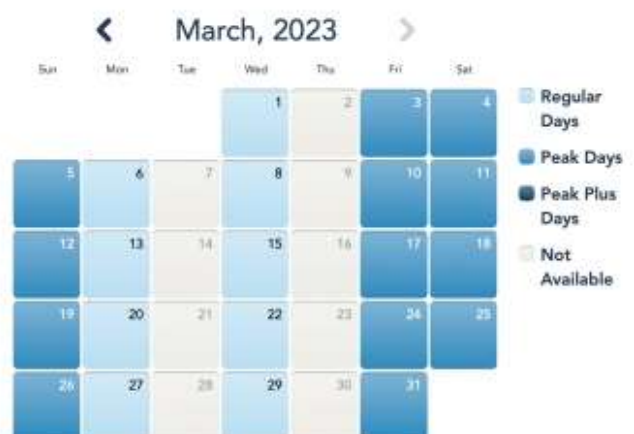 March, 2023
Sun Mon Tue Wed Thu Fri Sat
1 2 3 4
5 6 7 8 9 10 11
12 13 14 15 16 17 18
19 20 21 22 23 24 25
26 27 28 29 30 31
Regular
Days
Peak Days
Peak Plus
Days
Not
Available